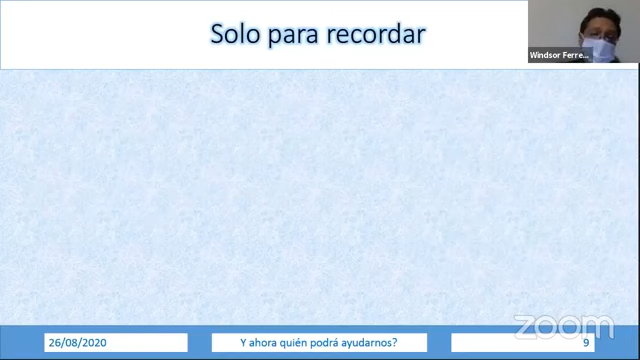 Solo para recordar
Windsor Ferre...
26/08/2020
Y ahora quién podrá ayudarnos?
9
zoom